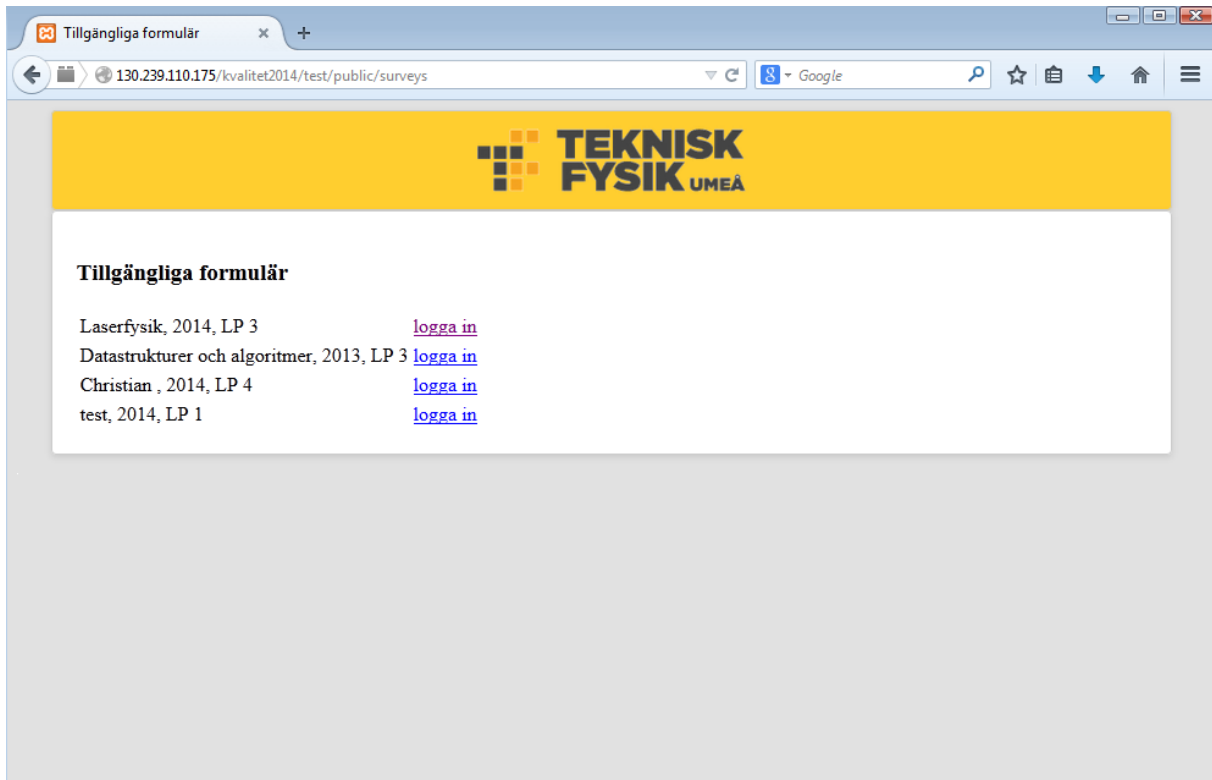 Tillgängliga formulär
130.239.110.175/kvalitet2014/test/public/surveys
8 Google
TEKNISK
FYSIK UMEÅ
Tillgängliga formulär
Laserfysik, 2014, LP 3 logga in
Datastrukturer och algoritmer, 2013, LP 3 logga in
Christian , 2014, LP 4 logga in
test, 2014, LP 1 logga in